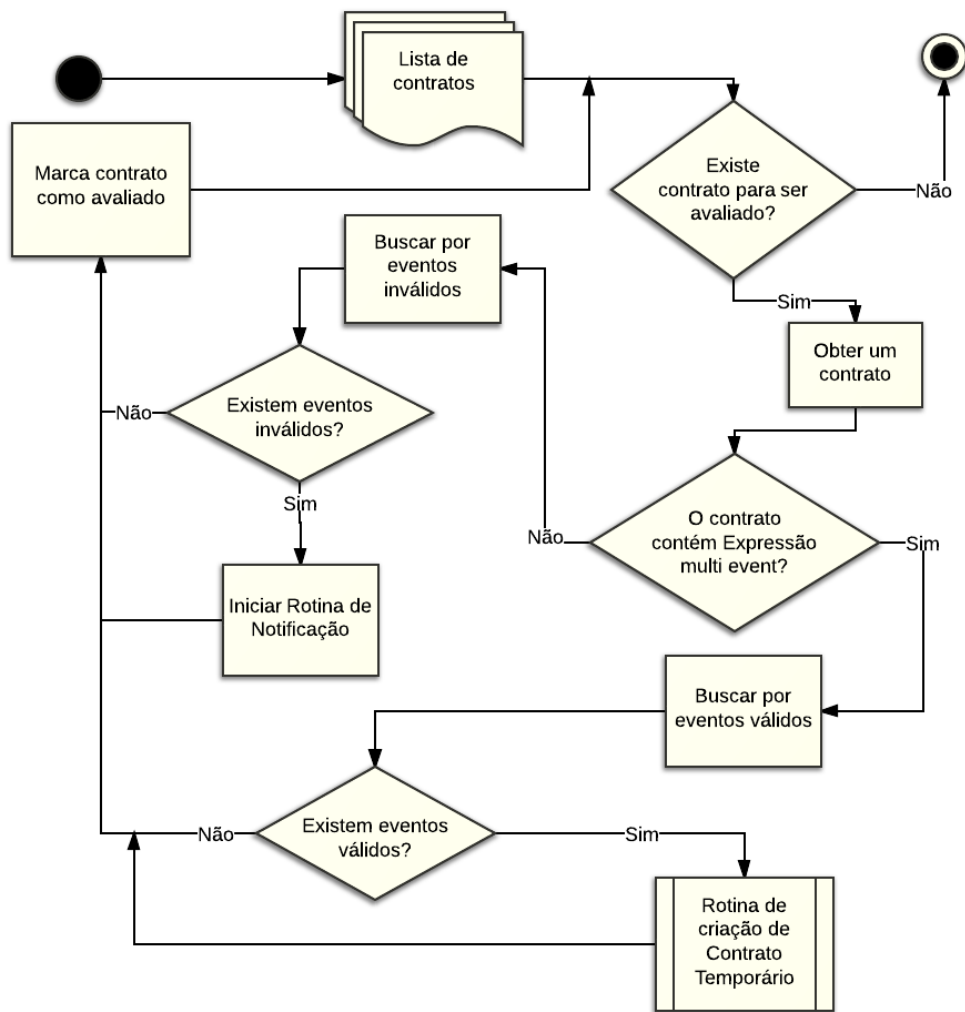 Lista de
contratos
Marca contrato
como avaliado
Existe
contrato para ser
avaliado?
Não
Buscar por
eventos
inválidos
Sim
Obter um
contrato
Existem eventos
inválidos?
Não
Sim
O contrato
contém Expressão
multi event?
Não
Sim
Iniciar Rotina de
Notificação
Buscar por
eventos válidos
Existem eventos
válidos?
Não
Sim
Rotina de
criação de
Contrato
Temporário